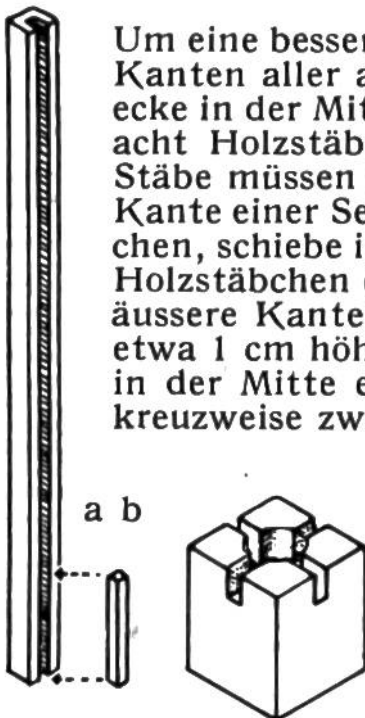 Um eine besser
Kanten aller a
ecke in der Mit
acht Holzstäb
Stäbe müssen
Kante einer Se
chen, schiebe i
Holzstäbchen
äussere Kante
etwa 1 cm höh
in der Mitte e
kreuzweise zw
a b